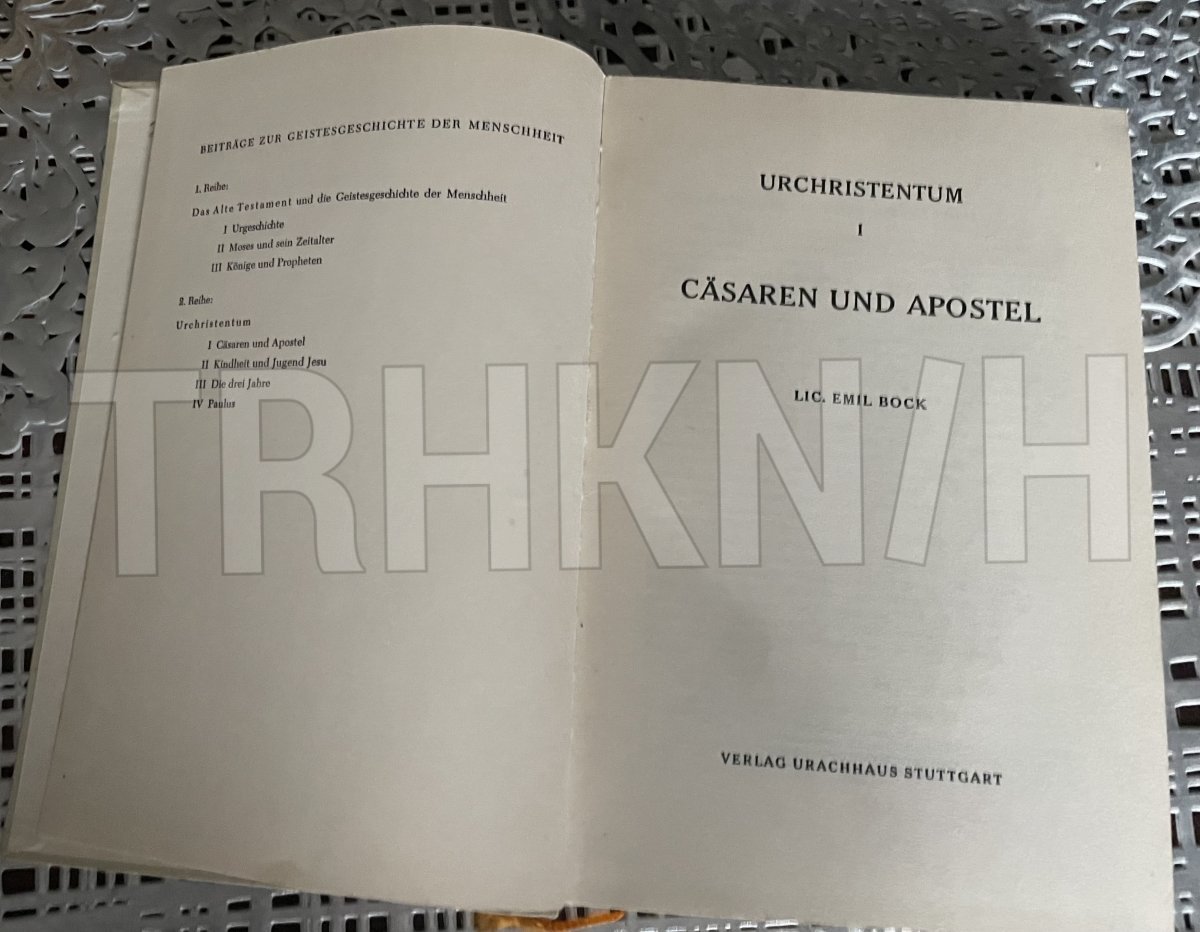 BEITRÄGE ZUR GEISTESGESCHICHTE DER MENSCHHEIT
1. Reihe:
Das Alte Testament und die Geistesgeschichte der Menschheit
I Urgeschichte
II Moses und sein Zeitalter
III Könige und Propheten
2. Reihe:
Urchristentum
I Cäsaren und Apostel
II Kindheit und Jugend Jesu
III Die drei Jahre
IV Paulus
URCHRISTENTUM
I
CÄSAREN UND APOSTEL
LIC. EMIL BOCK
VERLAG URACHHAUS STUTTGART
TRHKN/H